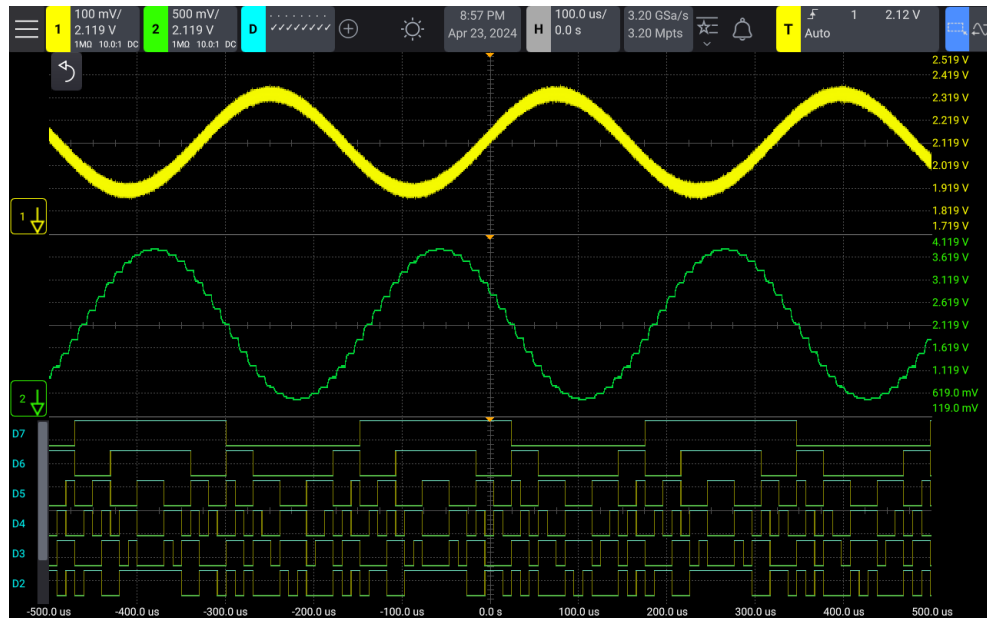 1 100 mV/ 2.119 V 1MΩ 10.0:1 DC
2 500 mV/ 2.119 V 1MΩ 10.0:1 DC
D
8:57 PM
Apr 23, 2024
H 100.0 us/ 0.0 s
3.20 GSa/s
3.20 Mpts
T 1 2.12 V
Auto
2.519 V
2.419 V
2.319 V
2.219 V
2.119 V
2.019 V
1.919 V
1.819 V
1.719 V
1
4.119 V
3.619 V
3.119 V
2.619 V
2.119 V
1.619 V
1.119 V
619.0 mV
119.0 mV
2
D7
D6
D5
D4
D3
D2
-500.0 us -400.0 us -300.0 us -200.0 us -100.0 us 0.0 s 100.0 us 200.0 us 300.0 us 400.0 us 500.0 us